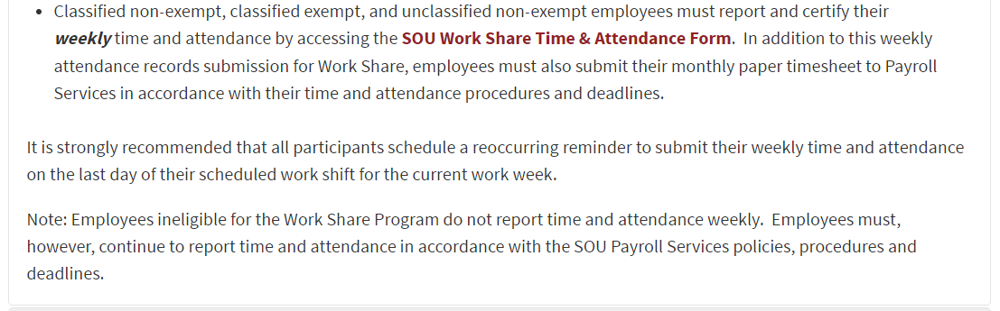 • Classified non-exempt, classified exempt, and unclassified non-exempt employees must report and certify their
weekly time and attendance by accessing the SOU Work Share Time & Attendance Form.  In addition to this weekly
attendance records submission for Work Share, employees must also submit their monthly paper timesheet to Payroll
Services in accordance with their time and attendance procedures and deadlines.
It is strongly recommended that all participants schedule a reoccurring reminder to submit their weekly time and attendance
on the last day of their scheduled work shift for the current work week.
Note: Employees ineligible for the Work Share Program do not report time and attendance weekly.  Employees must,
however, continue to report time and attendance in accordance with the SOU Payroll Services policies, procedures and
deadlines.